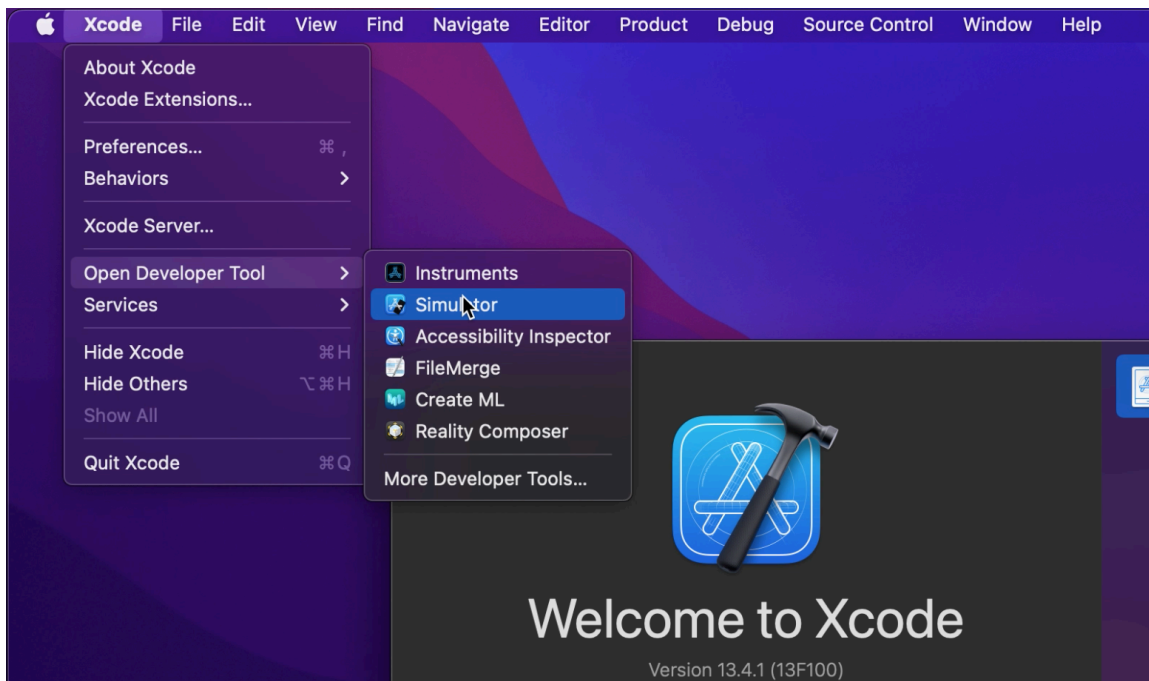 Xcode File Edit View Find Navigate Editor Product Debug Source Control Window Help
About Xcode
Xcode Extensions...
Preferences... ⌘ ,
Behaviors
Xcode Server...
Open Developer Tool
Services
Hide Xcode ⌘H
Hide Others ⌥⌘H
Show All
Quit Xcode ⌘Q
Instruments
Simulator
Accessibility Inspector
FileMerge
Create ML
Reality Composer
More Developer Tools...
Welcome to Xcode
Version 13.4.1 (13F100)